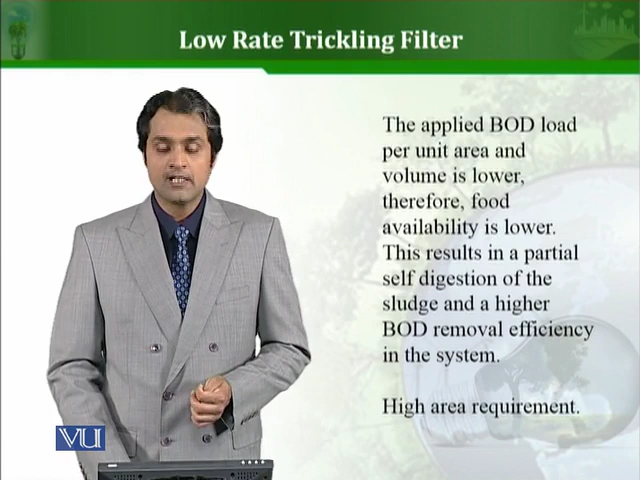 Low Rate Trickling Filter
The applied BOD load
per unit area and
volume is lower,
therefore, food
availability is lower.
This results in a partial
self digestion of the
sludge and a higher
BOD removal efficiency
in the system.
High area requirement.
VU